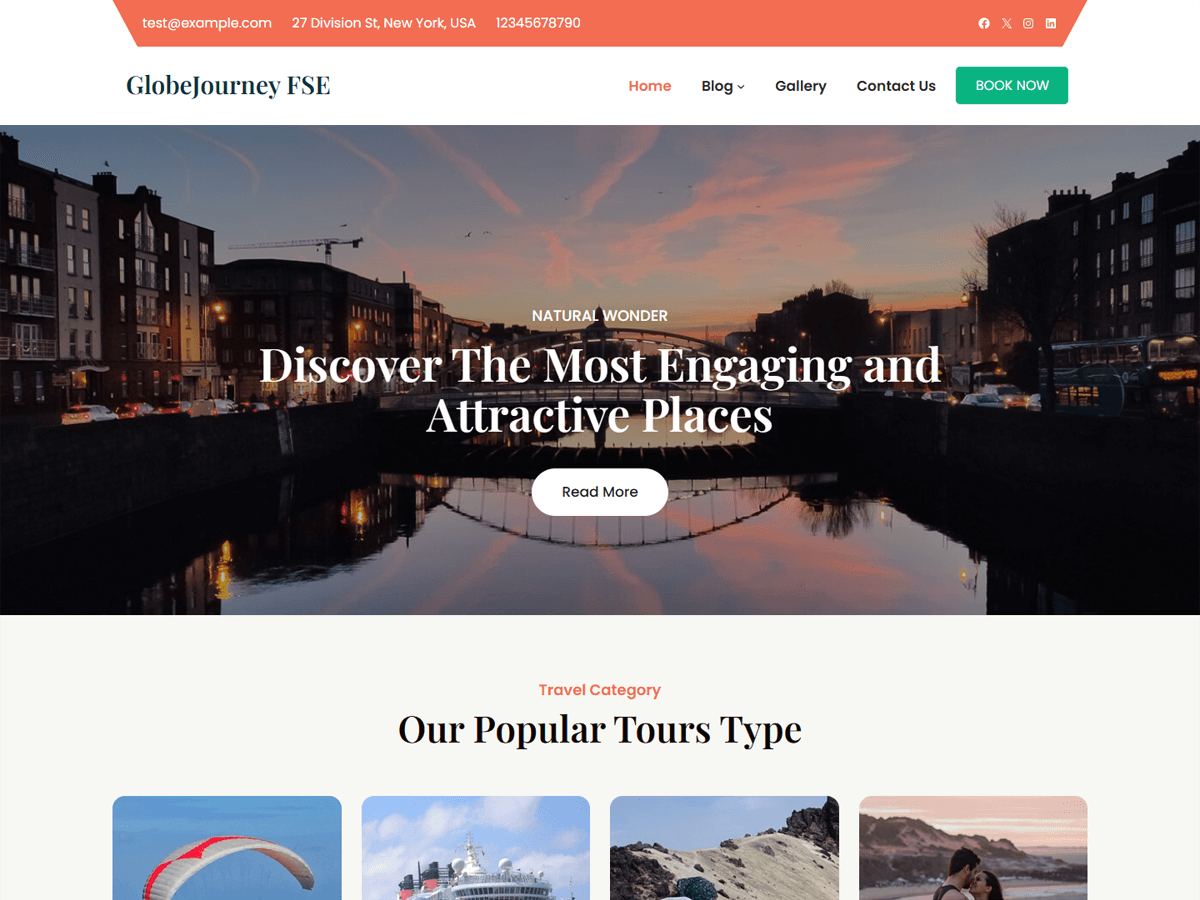 test@example.com 27 Division St, New York, USA 12345678790
GlobeJourney FSE
Home Blog Gallery Contact Us BOOK NOW
NATURAL WONDER
Discover The Most Engaging and
Attractive Places
Read More
Travel Category
Our Popular Tours Type